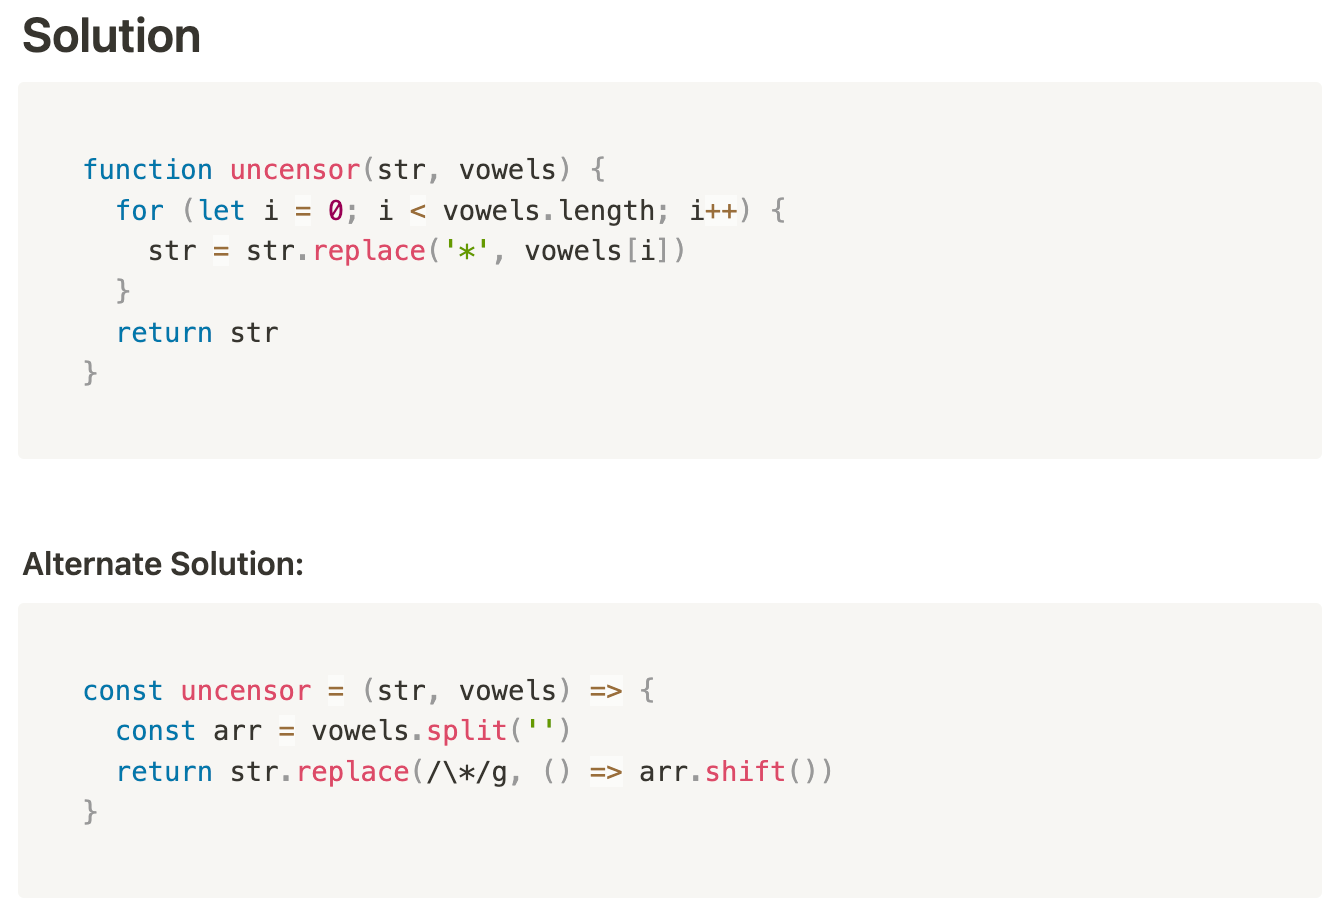 Solution
function uncensor(str, vowels) {
  for (let i = 0; i < vowels.length; i++) {
    str = str.replace('*', vowels[i])
  }
  return str
}
Alternate Solution:
const uncensor = (str, vowels) => {
  const arr = vowels.split('')
  return str.replace(/\*/g, () => arr.shift())
}